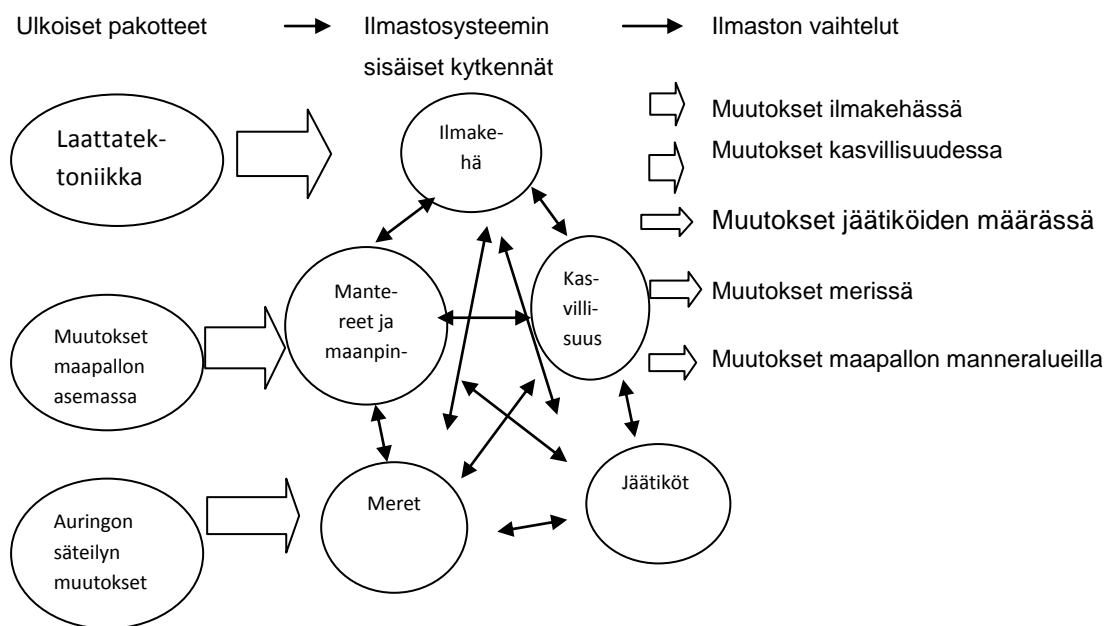 Ulkoiset pakotteet
Ilmastosysteemin
sisäiset kytkennät
Ilmaston vaihtelut
Laattatek-
toniikka
Muutokset
maapallon
asemassa
Auringon
säteilyn
muutokset
Ilmake-
hä
Mante-
reet ja
maanpin-
Kas-
villi-
suus
Meret
Jäätiköt
Muutokset ilmakehässä
Muutokset kasvillisuudessa
Muutokset jäätiköiden määrässä
Muutokset merissä
Muutokset maapallon manneralueilla